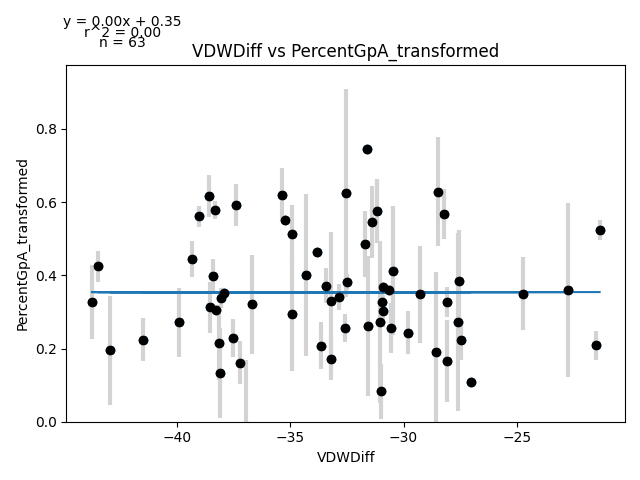 y = 0.00x + 0.35
r^2 = 0.00
n = 63
VDWDiff vs PercentGpA_transformed
0.8
0.6
0.4
0.2
0.0
PercentGpA_transformed
−40
−35
−30
−25
VDWDiff